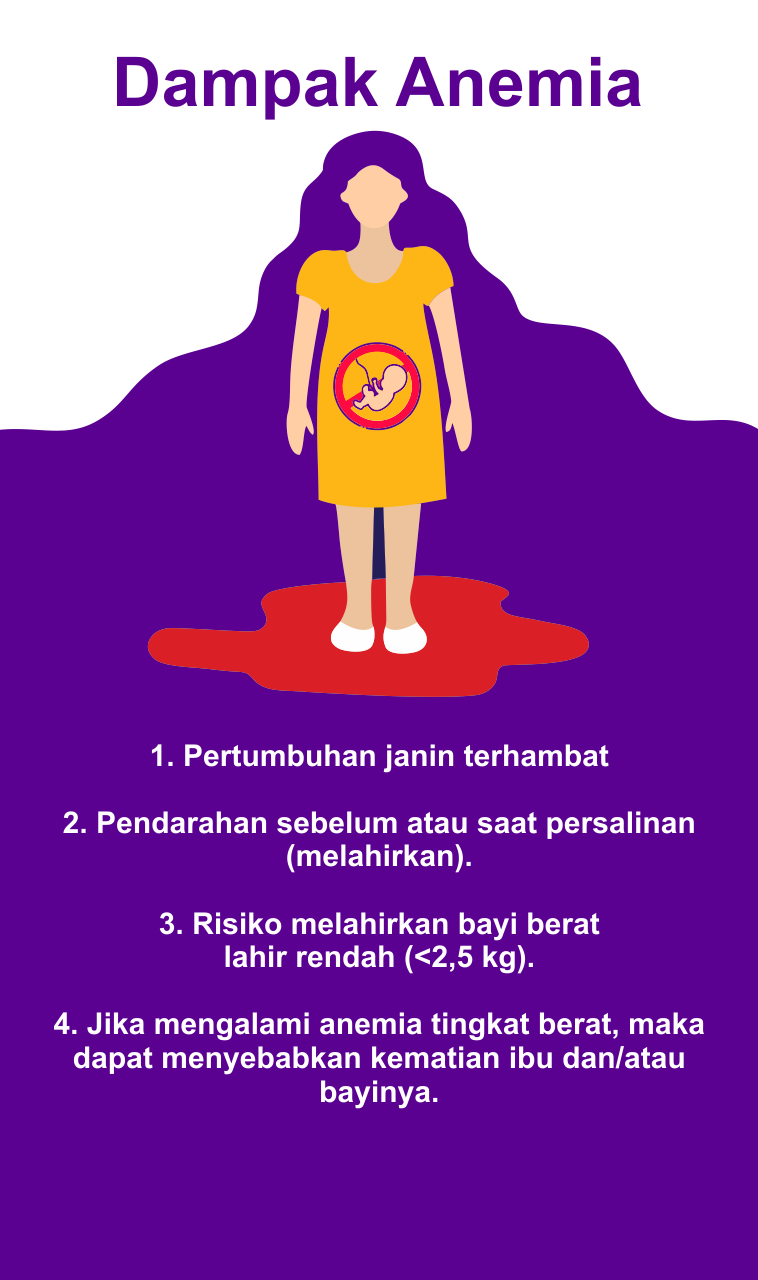 Dampak Anemia
1. Pertumbuhan janin terhambat
2. Pendarahan sebelum atau saat persalinan
(melahirkan).
3. Risiko melahirkan bayi berat
lahir rendah (<2,5 kg).
4. Jika mengalami anemia tingkat berat, maka
dapat menyebabkan kematian ibu dan/atau
bayinya.